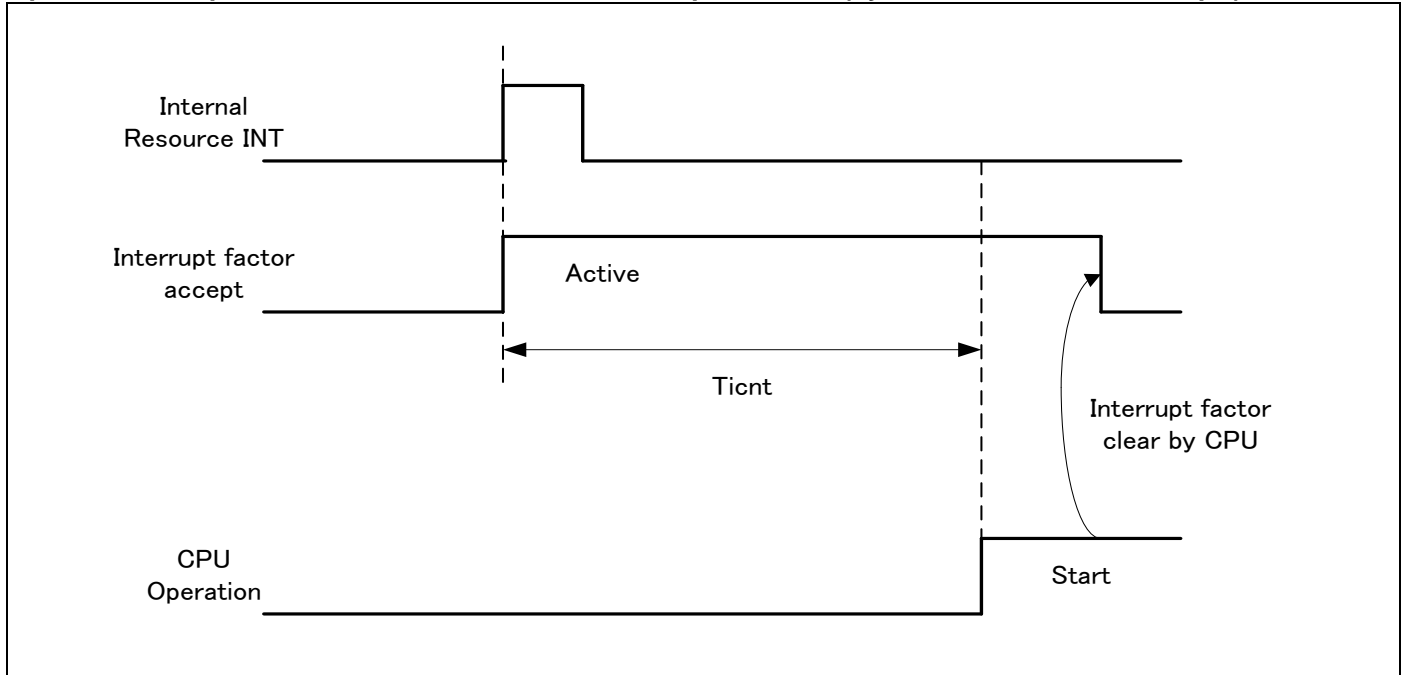 Internal
Resource INT
Interrupt factor
accept
Active
Ticnt
Interrupt factor
clear by CPU
CPU
Operation
Start